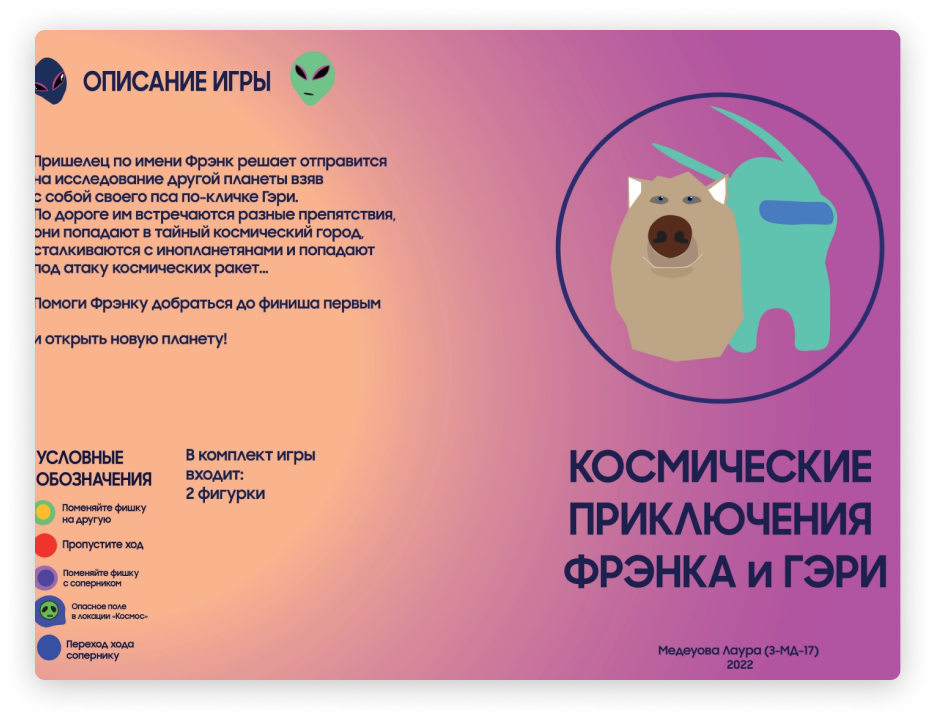 ОПИСАНИЕ ИГРЫ
Пришелец по имени Фрэнк решает отправится
на исследование другой планеты взяв
с собой своего пса по-кличке Гэри.
По дороге им встречаются разные препятствия,
они попадают в тайный космический город,
сталкиваются с инопланетянами и попадают
под атаку космических ракет...
Помоги Фрэнку добраться до финиша первым
и открыть новую планету!
УСЛОВНЫЕ
ОБОЗНАЧЕНИЯ
Поменяйте фишку
на другую
Пропустите ход
Поменяйте фишку
с соперником
Опасное поле
в локации «Космос»
Переход хода
сопернику
В комплект игры
входит:
2 фигурки
КОСМИЧЕСКИЕ
ПРИКЛЮЧЕНИЯ
ФРЭНКА и ГЭРИ
Медеуова Лаура (3-МД-17)
2022